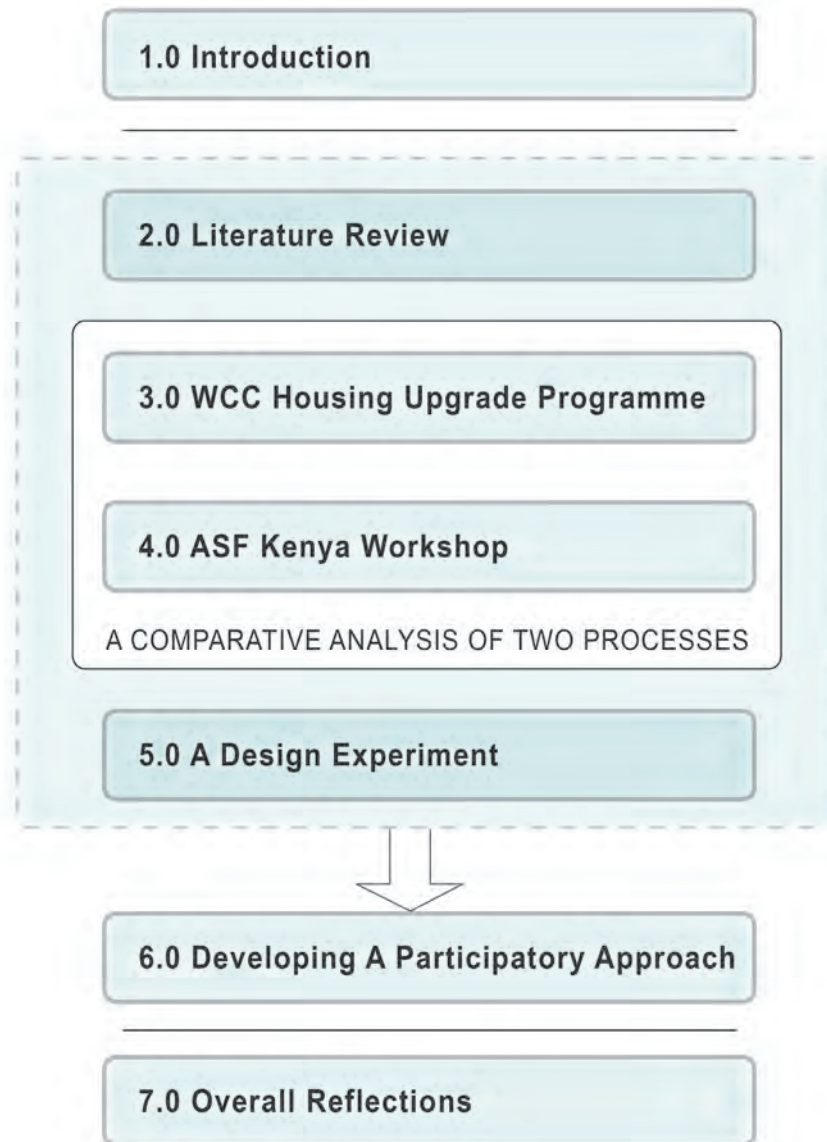 1.0 Introduction
2.0 Literature Review
3.0 WCC Housing Upgrade Programme
4.0 ASF Kenya Workshop
A COMPARATIVE ANALYSIS OF TWO PROCESSES
5.0 A Design Experiment
6.0 Developing A Participatory Approach
7.0 Overall Reflections